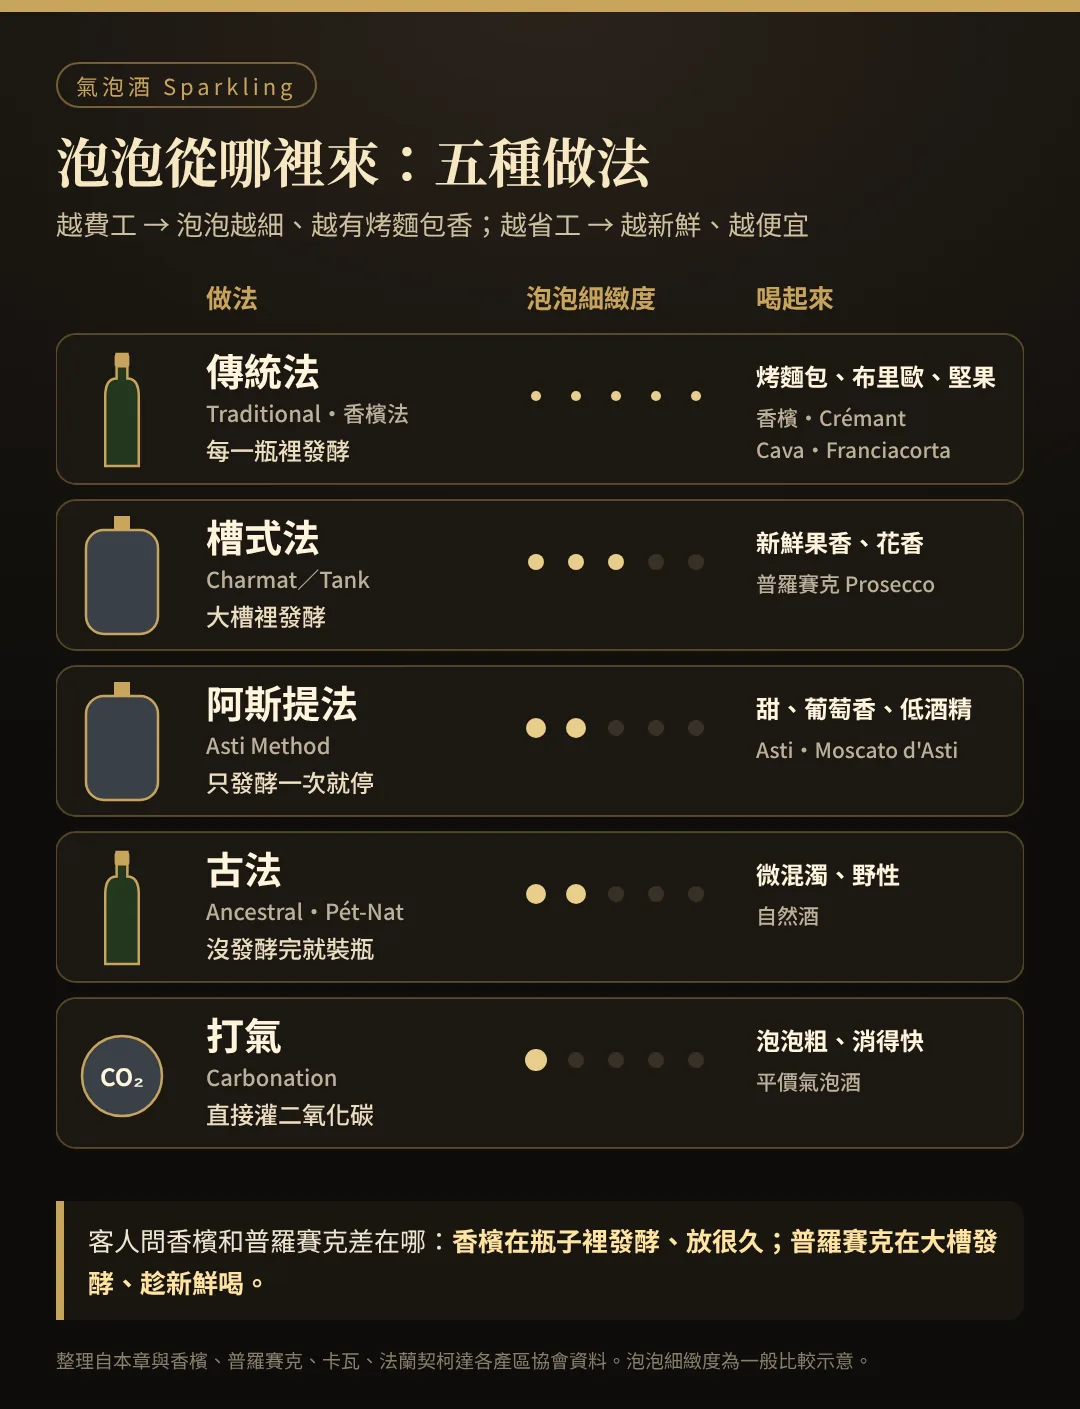 氣泡酒 Sparkling
泡泡從哪裡來：五種做法
越費工 → 泡泡越細、越有烤麵包香；越省工 → 越新鮮、越便宜
做法
泡泡細緻度
喝起來
傳統法
Traditional・香檳法
每一瓶裡發酵
烤麵包、布里歐、堅果
香檳・Crémant
Cava・Franciacorta
槽式法
Charmat／Tank
大槽裡發酵
新鮮果香、花香
普羅賽克 Prosecco
阿斯提法
Asti Method
只發酵一次就停
甜、葡萄香、低酒精
Asti・Moscato d'Asti
古法
Ancestral・Pét-Nat
沒發酵完就裝瓶
微混濁、野性
自然酒
CO₂
打氣
Carbonation
直接灌二氧化碳
泡泡粗、消得快
平價氣泡酒
客人問香檳和普羅賽克差在哪：香檳在瓶子裡發酵、放很久；普羅賽克在大槽發
酵、趁新鮮喝。
整理自本章與香檳、普羅賽克、卡瓦、法蘭契柯達各產區協會資料。泡泡細緻度為一般比較示意。